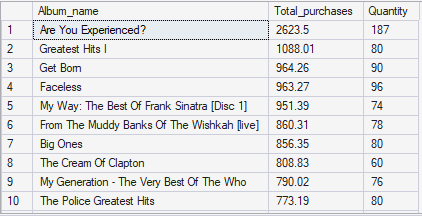 Album_name Total_purchases Quantity
1 Are You Experienced? 2623.5 187
2 Greatest Hits I 1088.01 80
3 Get Born 964.26 90
4 Faceless 963.27 96
5 My Way: The Best Of Frank Sinatra [Disc 1] 951.39 74
6 From The Muddy Banks Of The Wishkah [live] 860.31 78
7 Big Ones 856.35 80
8 The Cream Of Clapton 808.83 60
9 My Generation - The Very Best Of The Who 790.02 76
10 The Police Greatest Hits 773.19 80